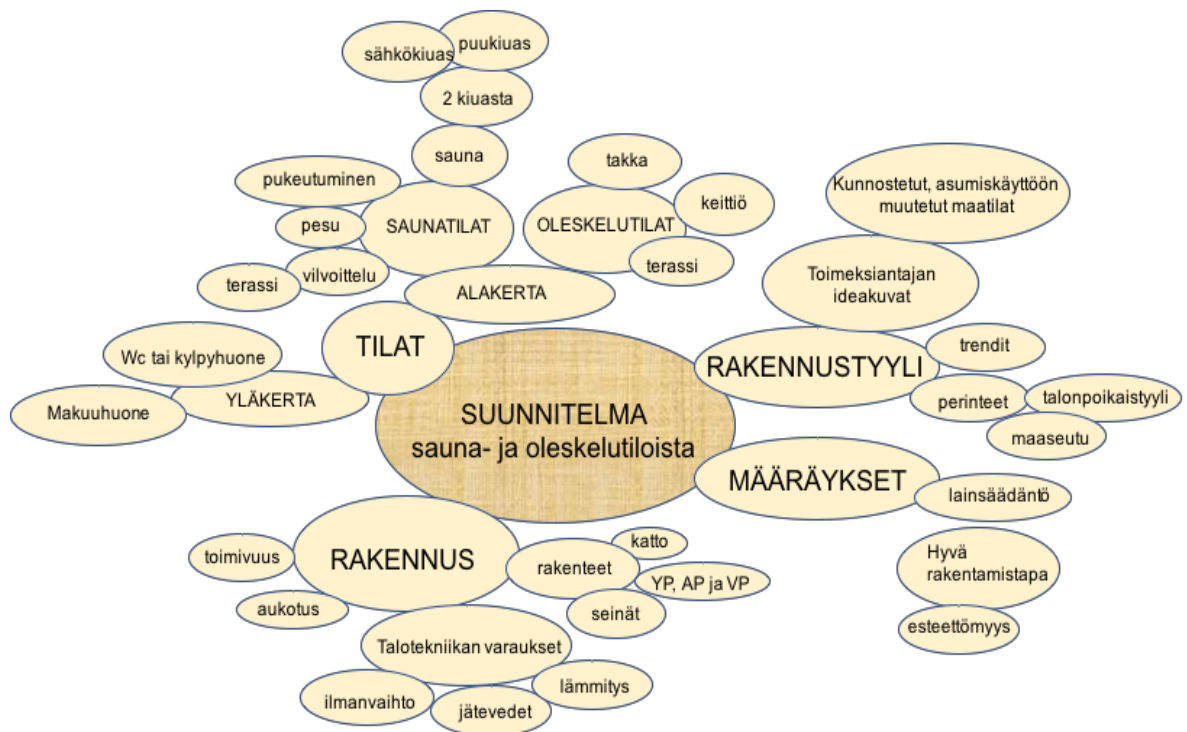 sähkökiuas
puukiuas
2 kiuasta
sauna
pukeutuminen
pesu
SAUNATILAT
vilvoittelu
terassi
takka
OLESKELUTILAT
keittiö
terassi
ALAKERTA
TILAT
Wc tai kylpyhuone
YLÄKERTA
Makuuhuone
SUUNNITELMA
sauna- ja oleskelutiloista
Kunnostetut, asumiskäyttöön
muutetut maatilat
Toimeksiantajan
ideakuvat
RAKENNUSTYYLI
trendit
perinteet
talonpoikaistyyli
maaseutu
MÄÄRÄYKSET
lainsäädäntö
Hyvä
rakentamistapa
esteettömyys
RAKENNUS
toimivuus
aukotus
rakenteet
katto
YP, AP ja VP
seinät
Talotekniikan varaukset
ilmanvaihto
jätevedet
lämmitys